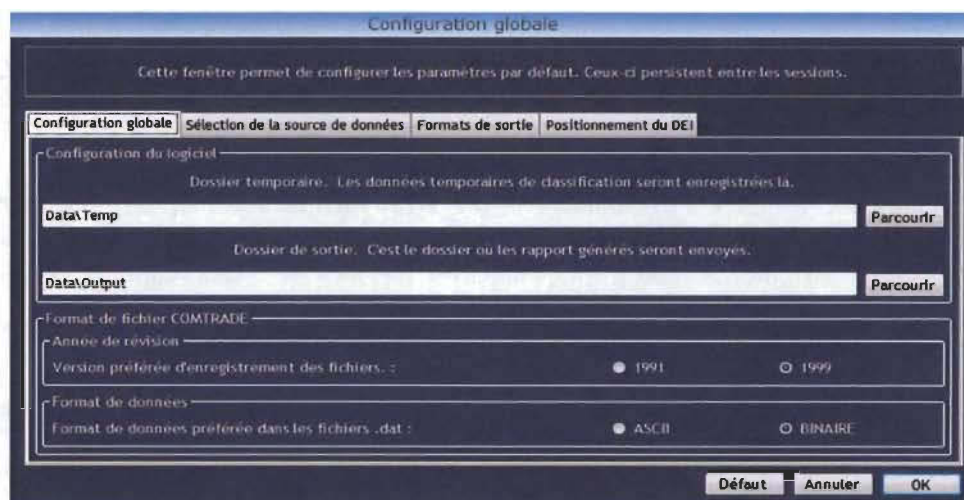 Configuration globale
Cette fenêtre permet de configurer les paramètres par défaut. Ceux-ci persistent entre les sessions.
Configuration globale Sélection de la source de données Formats de sortie Positionnement du DEI
Configuration du logiciel
Dossier temporaire. Les données temporaires de classification seront enregistrées là.
Data\Temp Parcourir
Dossier de sortie. C'est le dossier où les rapport générés seront envoyés.
Data\Output Parcourir
Format de fichier COMTRADE
Année de révision
Version préférée d'enregistrement des fichiers. : 1991 1999
Format de données
Format de données préférée dans les fichiers .dat : ASCII BINAIRE
Défaut Annuler OK